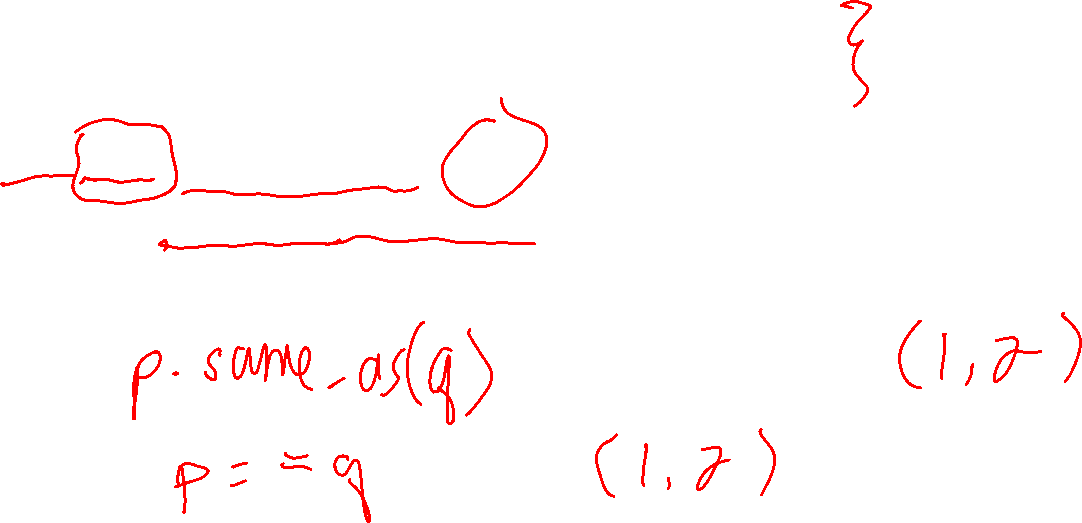 }
p.same_as(q) (1,2)
p==q (1,2)